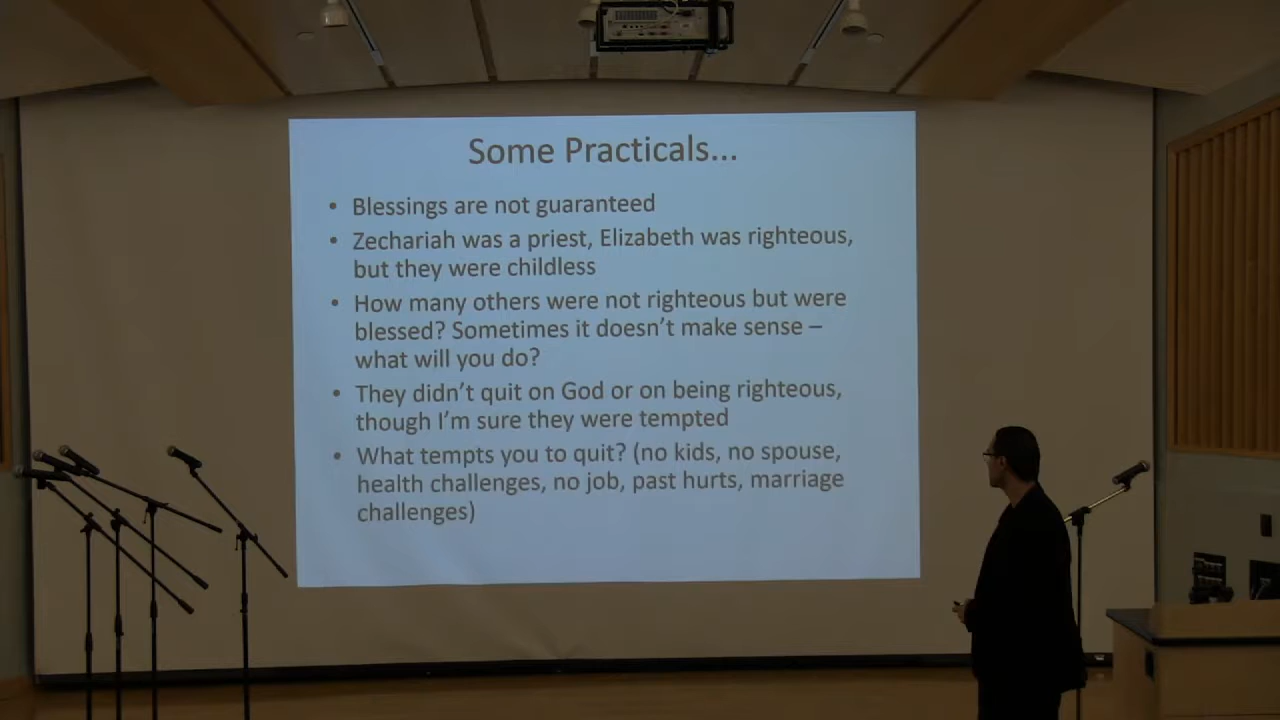 Some Practicals...
• Blessings are not guaranteed
• Zechariah was a priest, Elizabeth was righteous,
but they were childless
• How many others were not righteous but were
blessed? Sometimes it doesn't make sense –
what will you do?
• They didn't quit on God or on being righteous,
though I'm sure they were tempted
• What tempts you to quit? (no kids, no spouse,
health challenges, no job, past hurts, marriage
challenges)